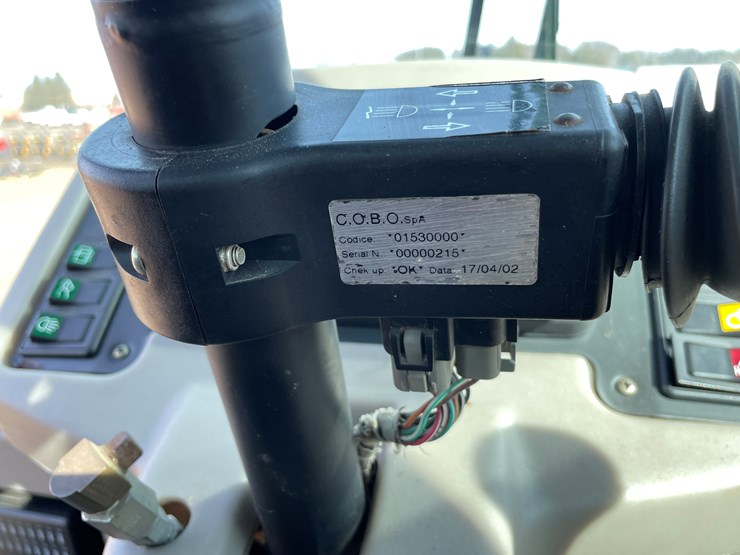 C.O.B.O.SpA
Codice "01530000"
Serial N. "00000215"
Chek up: "OK" Data: 17/04/02